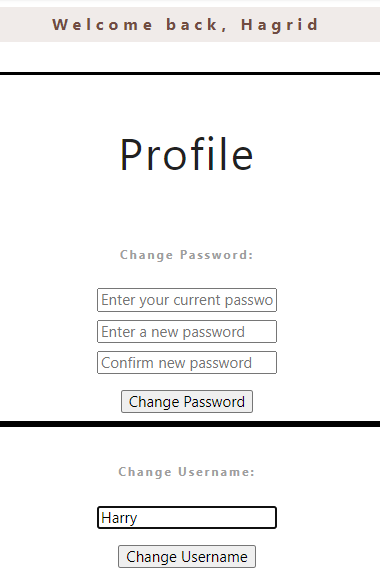 Welcome back, Hagrid
Profile
Change Password:
Enter your current passwo
Enter a new password
Confirm new password
Change Password
Change Username:
Harry
Change Username